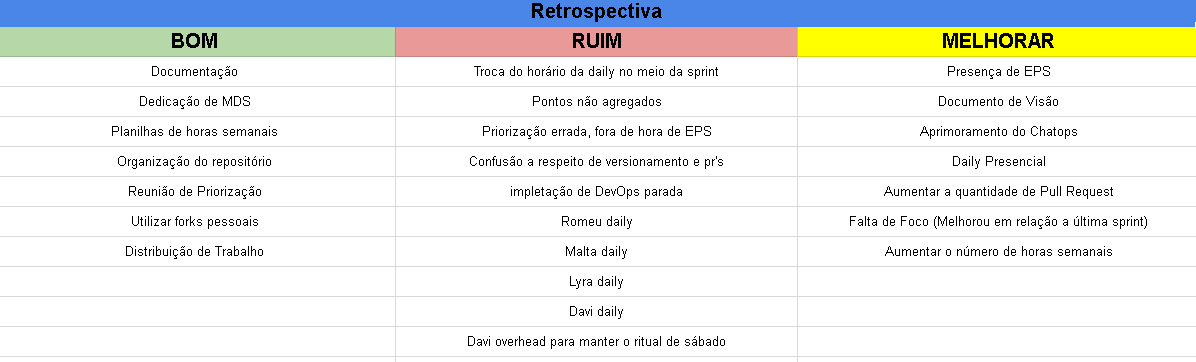 Retrospectiva
BOM RUIM MELHORAR
Documentação Troca do horário da daily no meio da sprint Presença de EPS
Dedicação de MDS Pontos não agregados Documento de Visão
Planilhas de horas semanais Priorização errada, fora de hora de EPS Aprimoramento do Chatops
Organização do repositório Confusão a respeito de versionamento e pr's Daily Presencial
Reunião de Priorização impletação de DevOps parada Aumentar a quantidade de Pull Request
Utilizar forks pessoais Romeu daily Falta de Foco (Melhorou em relação a última sprint)
Distribuição de Trabalho Malta daily Aumentar o número de horas semanais
Lyra daily
Davi daily
Davi overhead para manter o ritual de sábado